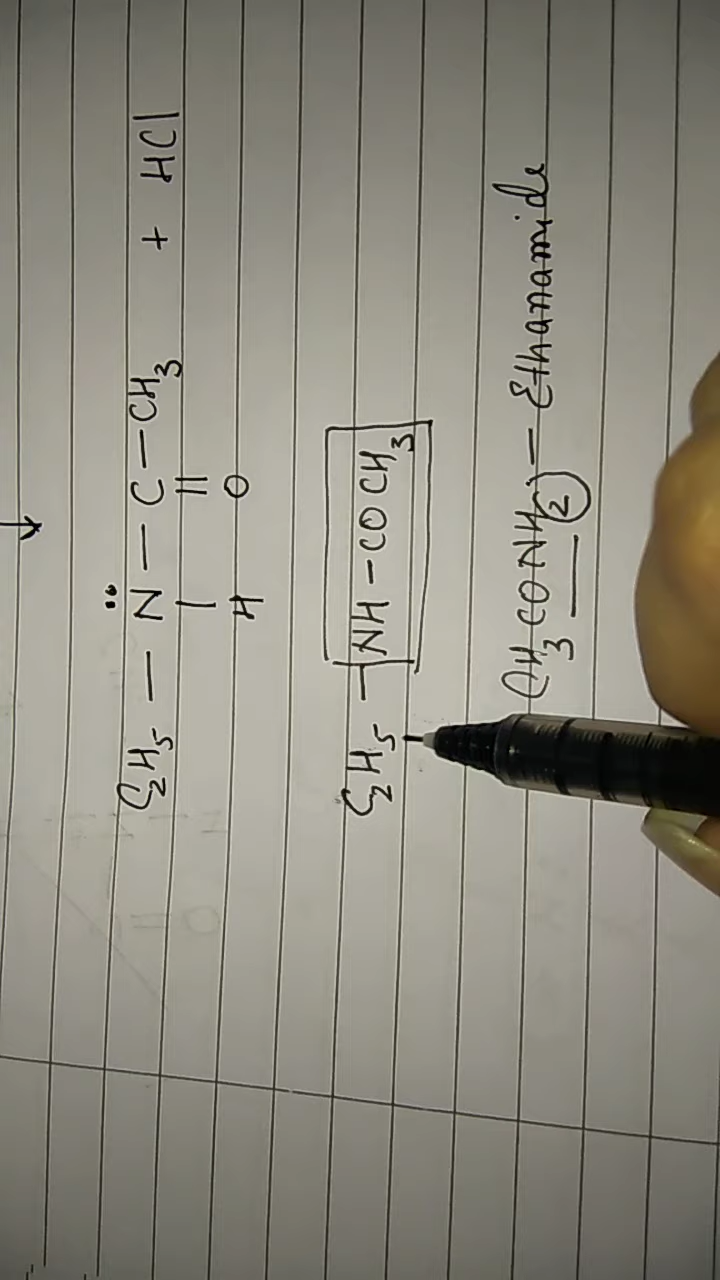 C₂H₅ — N̈ — C — CH₃ + HCl
| ||
H O
C₂H₅ — NH - COCH₃
CH₃CONH₂ — Ethanamide